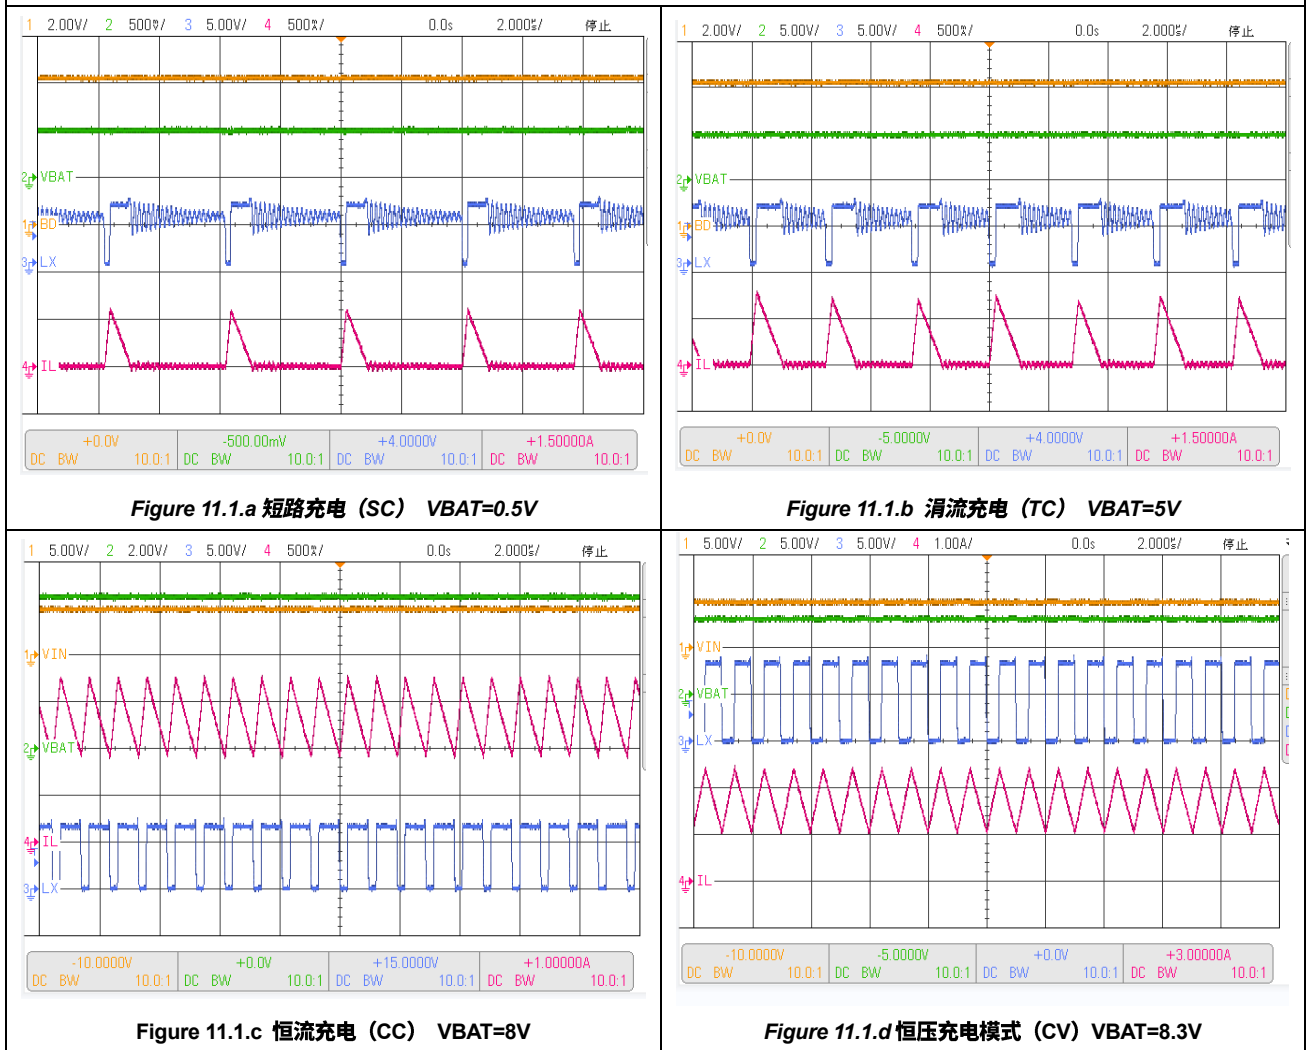 1 2.00V/ 2 500mV/ 3 5.00V/ 4 500mA/ 0.0s 2.000us/ 停止
VBAT
BD
LX
IL
+0.0V -500.00mV +4.0000V +1.50000A
DC BW 10.0:1 DC BW 10.0:1 DC BW 10.0:1 DC BW 10.0:1
Figure 11.1.a 短路充电（SC） VBAT=0.5V
1 2.00V/ 2 5.00V/ 3 5.00V/ 4 500mA/ 0.0s 2.000us/ 停止
VBAT
BD
LX
IL
+0.0V -5.0000V +4.0000V +1.50000A
DC BW 10.0:1 DC BW 10.0:1 DC BW 10.0:1 DC BW 10.0:1
Figure 11.1.b 涓流充电（TC） VBAT=5V
1 5.00V/ 2 2.00V/ 3 5.00V/ 4 500mA/ 0.0s 2.000us/ 停止
VIN
VBAT
IL
LX
-10.0000V +0.0V +15.0000V +1.00000A
DC BW 10.0:1 DC BW 10.0:1 DC BW 10.0:1 DC BW 10.0:1
Figure 11.1.c 恒流充电（CC） VBAT=8V
1 5.00V/ 2 5.00V/ 3 5.00V/ 4 1.00A/ 0.0s 2.000us/ 停止
VIN
VBAT
LX
IL
-10.0000V -5.0000V +0.0V +3.00000A
DC BW 10.0:1 DC BW 10.0:1 DC BW 10.0:1 DC BW 10.0:1
Figure 11.1.d 恒压充电模式（CV）VBAT=8.3V